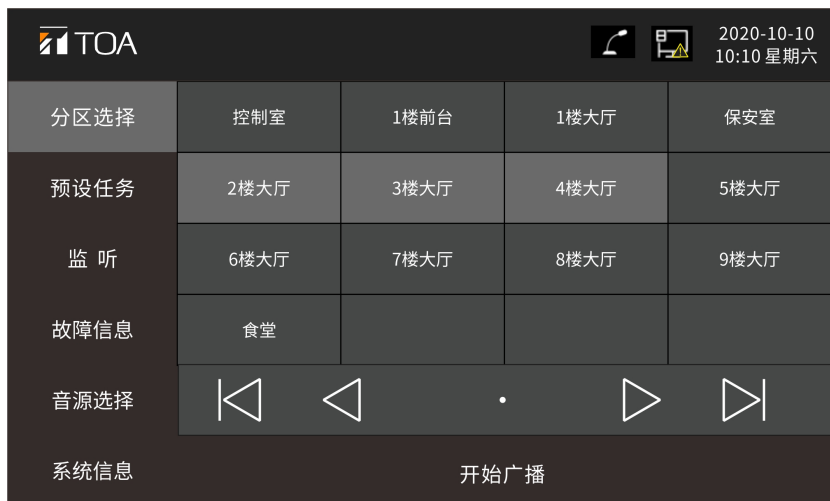 TOA
2020-10-10
10:10 星期六
分区选择
控制室
1楼前台
1楼大厅
保安室
预设任务
2楼大厅
3楼大厅
4楼大厅
5楼大厅
监 听
6楼大厅
7楼大厅
8楼大厅
9楼大厅
故障信息
食堂
音源选择
系统信息
开始广播